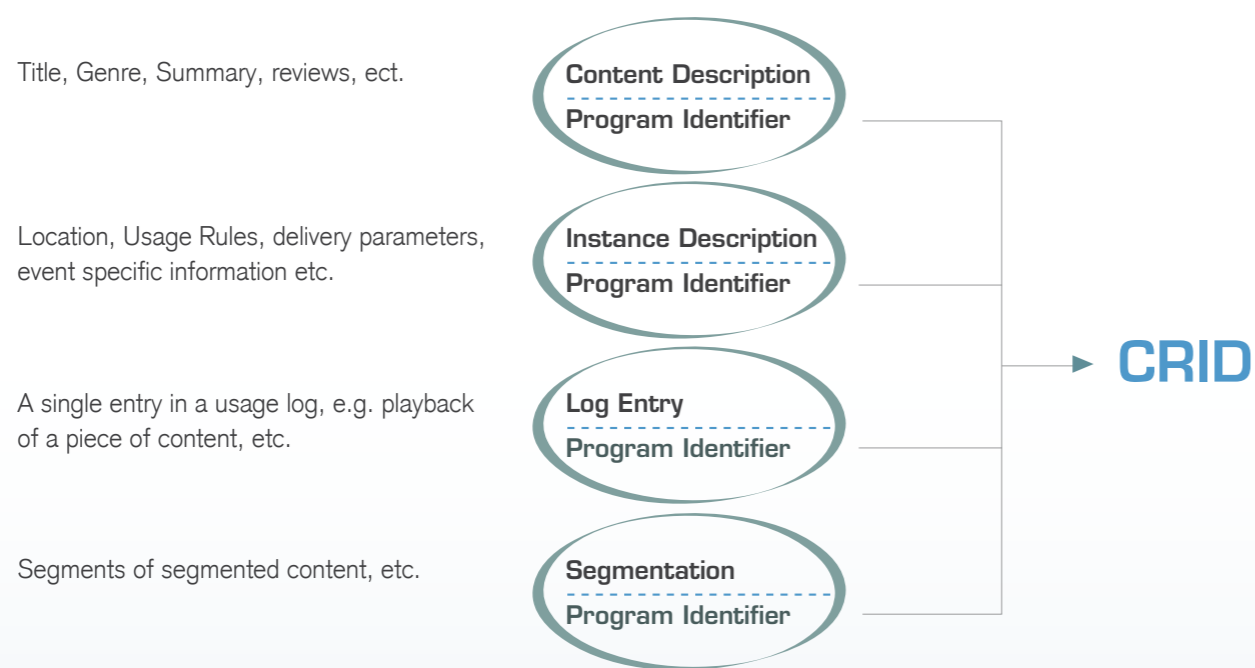 Title, Genre, Summary, reviews, ect.
Content Description
Program Identifier
Location, Usage Rules, delivery parameters,
event specific information etc.
Instance Description
Program Identifier
CRID
A single entry in a usage log, e.g. playback
of a piece of content, etc.
Log Entry
Program Identifier
Segments of segmented content, etc.
Segmentation
Program Identifier